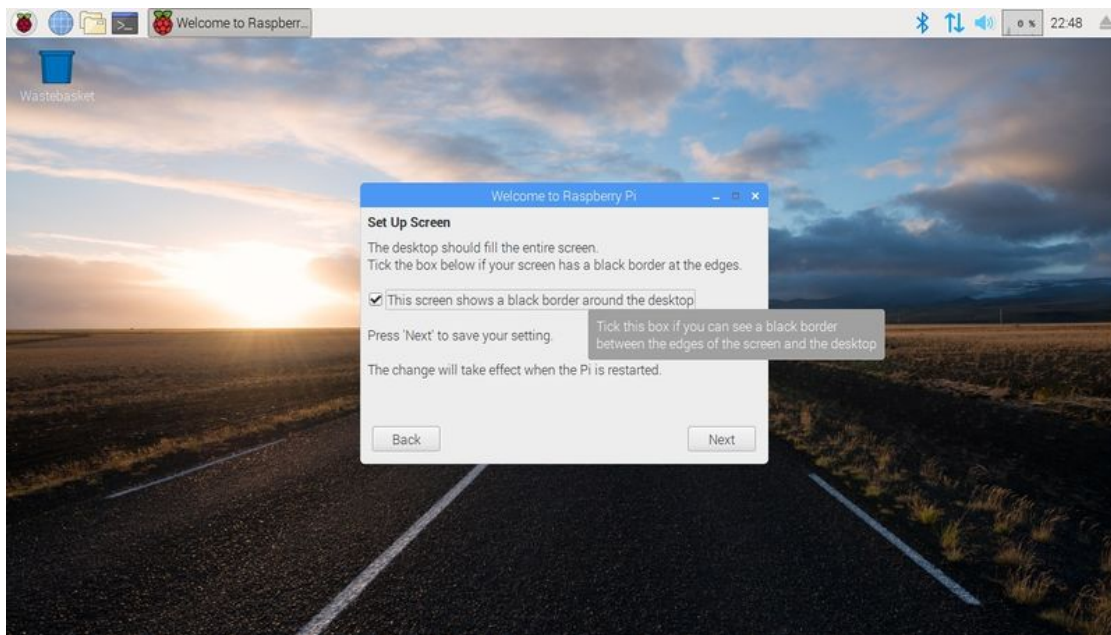 Welcome to Raspberr...
0 %
22:48
Wastebasket
Welcome to Raspberry Pi
Set Up Screen
The desktop should fill the entire screen.
Tick the box below if your screen has a black border at the edges.
This screen shows a black border around the desktop
Tick this box if you can see a black border
between the edges of the screen and the desktop
Press 'Next' to save your setting.
The change will take effect when the Pi is restarted.
Back
Next